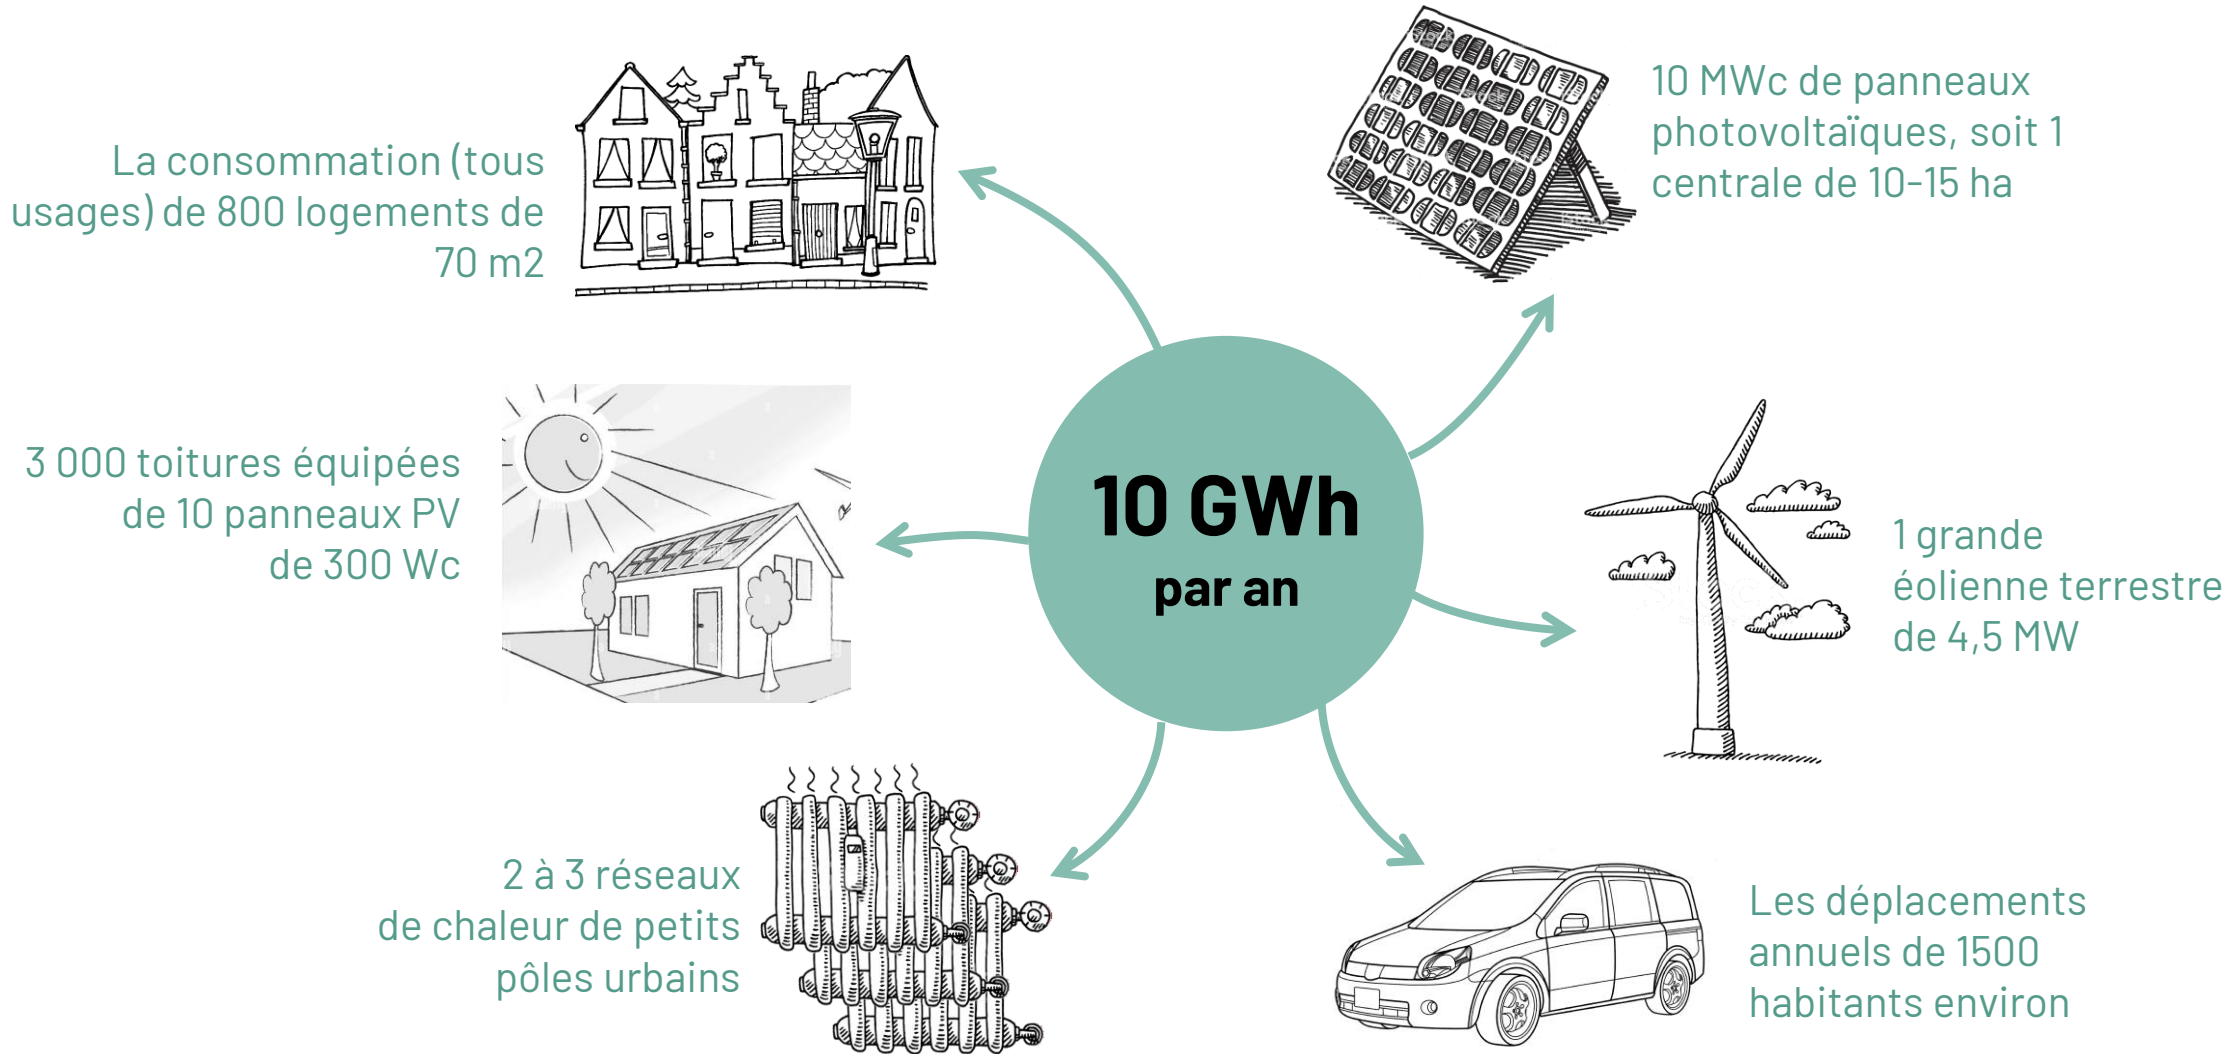 La consommation (tous
usages) de 800 logements de
70 m2
10 MWc de panneaux
photovoltaïques, soit 1
centrale de 10-15 ha
3 000 toitures équipées
de 10 panneaux PV
de 300 Wc
10 GWh
par an
1 grande
éolienne terrestre
de 4,5 MW
2 à 3 réseaux
de chaleur de petits
pôles urbains
Les déplacements
annuels de 1500
habitants environ